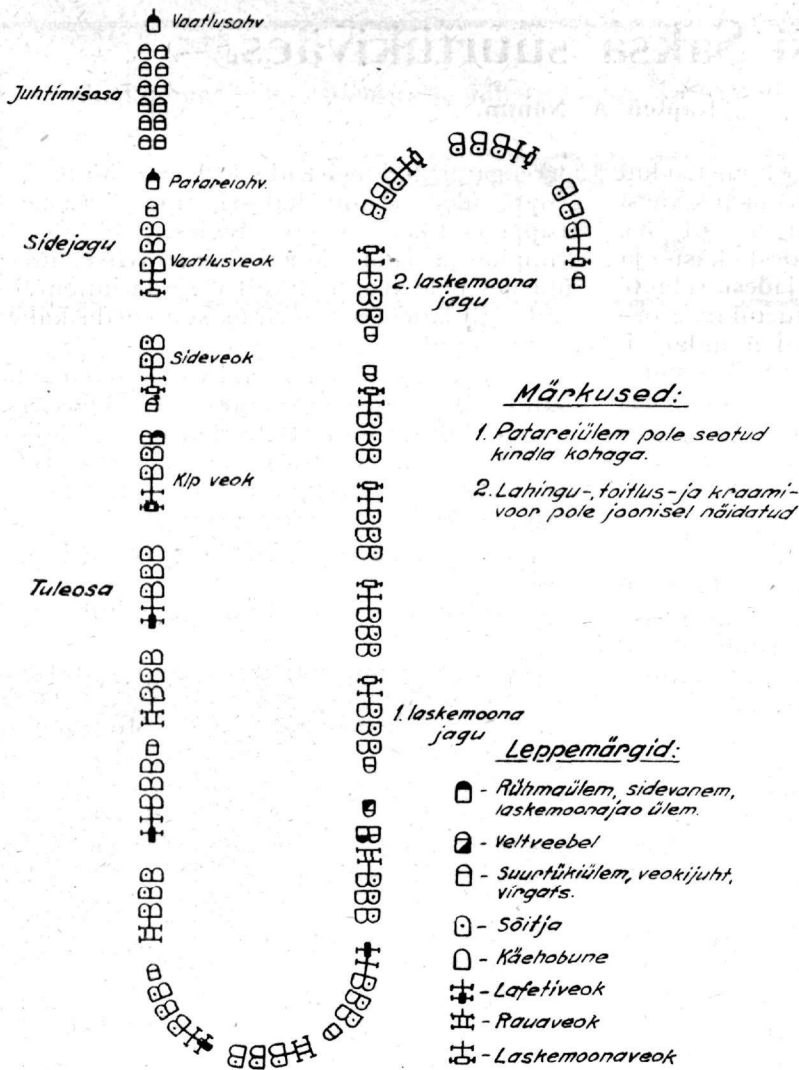 Vaatlusohv
Juhtimisosa
Patareiohv.
Sidejagu
Vaatlusveok
Sideveok
Klp veok
Tuleosa
2. laskemoona
jagu
Märkused:
1. Patareiülem pole seotud
kindla kohaga.
2. Lahingu-, toitlus- ja kraami-
voor pole joonisel näidatud
1. laskemoona
jagu
Leppemärgid:
- Rühmaülem, sidevanem,
laskemoonajao ülem.
- Veltveebel
- Suurtükiülem, veokijuht,
virgats.
- Sõitja
- Käehobune
- Lafetiveok
- Rauaveok
- Laskemoonaveok